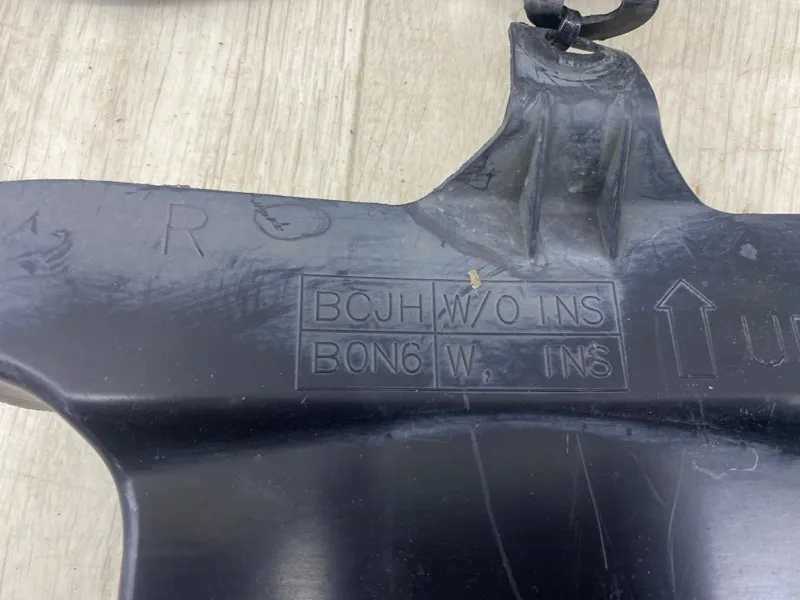 R
BCJH W/O INS
B0N6 W, INS